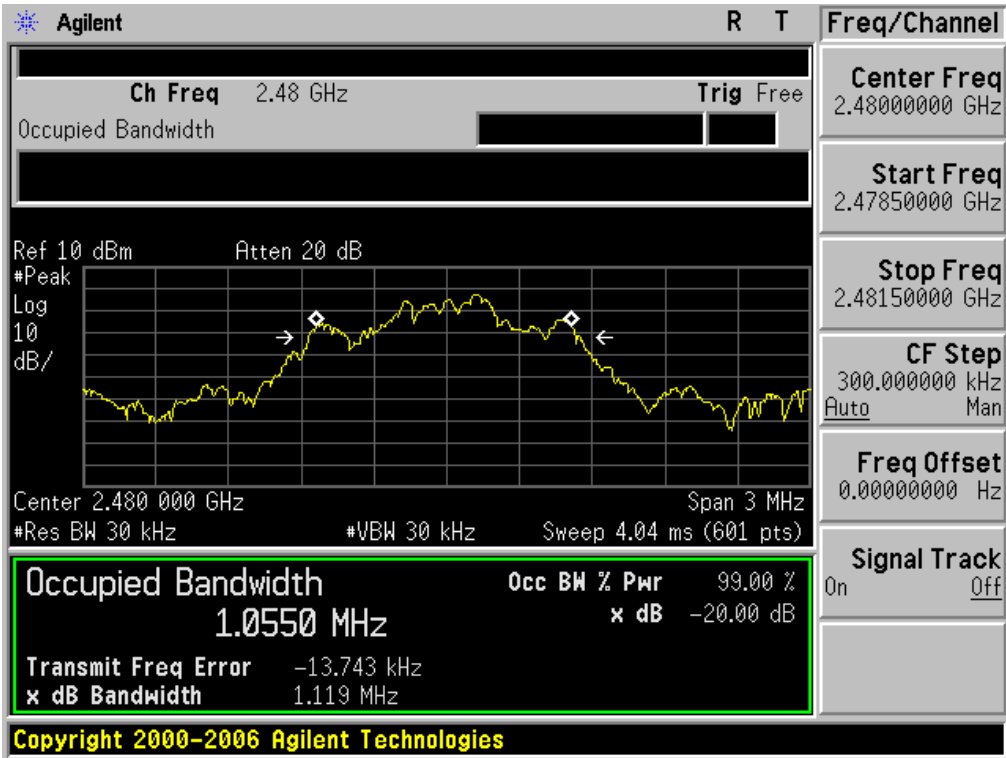 Agilent R T
Ch Freq 2.48 GHz Trig Free
Occupied Bandwidth
Ref 10 dBm Atten 20 dB
#Peak
Log
10
dB/
Center 2.480 000 GHz Span 3 MHz
#Res BW 30 kHz #VBW 30 kHz Sweep 4.04 ms (601 pts)
Occupied Bandwidth Occ BW % Pwr 99.00 %
1.0550 MHz x dB -20.00 dB
Transmit Freq Error -13.743 kHz
x dB Bandwidth 1.119 MHz
Copyright 2000-2006 Agilent Technologies
Freq/Channel
Center Freq
2.48000000 GHz
Start Freq
2.47850000 GHz
Stop Freq
2.48150000 GHz
CF Step
300.000000 kHz
Auto Man
Freq Offset
0.00000000 Hz
Signal Track
On Off